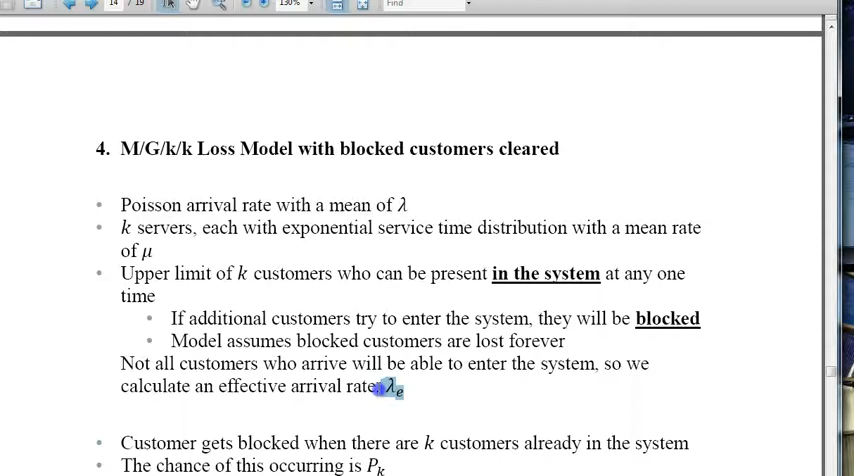 14 / 19 130% Find
4. M/G/k/k Loss Model with blocked customers cleared
• Poisson arrival rate with a mean of λ
• k servers, each with exponential service time distribution with a mean rate
of μ
• Upper limit of k customers who can be present in the system at any one
time
• If additional customers try to enter the system, they will be blocked
• Model assumes blocked customers are lost forever
Not all customers who arrive will be able to enter the system, so we
calculate an effective arrival rate, λₑ
• Customer gets blocked when there are k customers already in the system
• The chance of this occurring is Pₖ